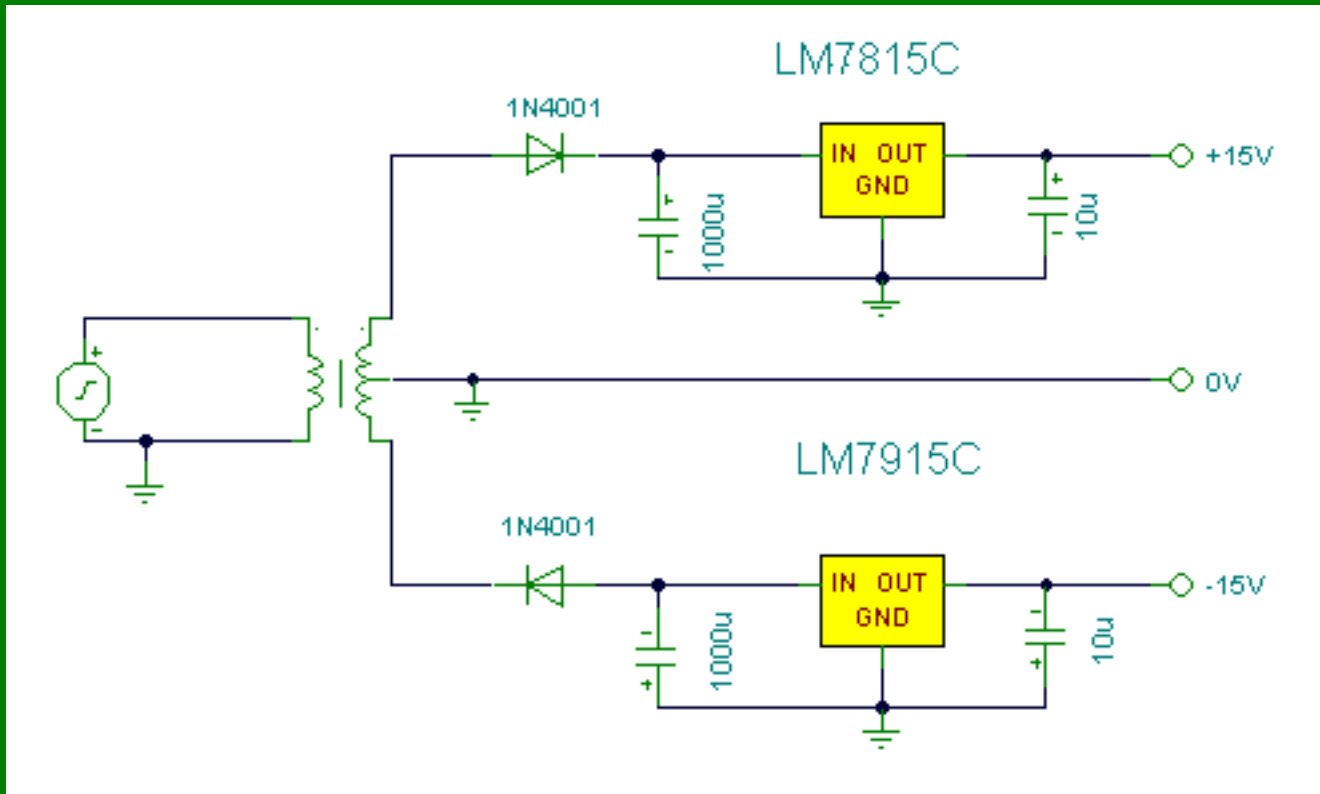 LM7815C
1N4001
IN OUT
GND
+
-
1000u
+
-
10u
+15V
+
-
0V
LM7915C
1N4001
IN OUT
GND
-
+
1000u
-
+
10u
-15V